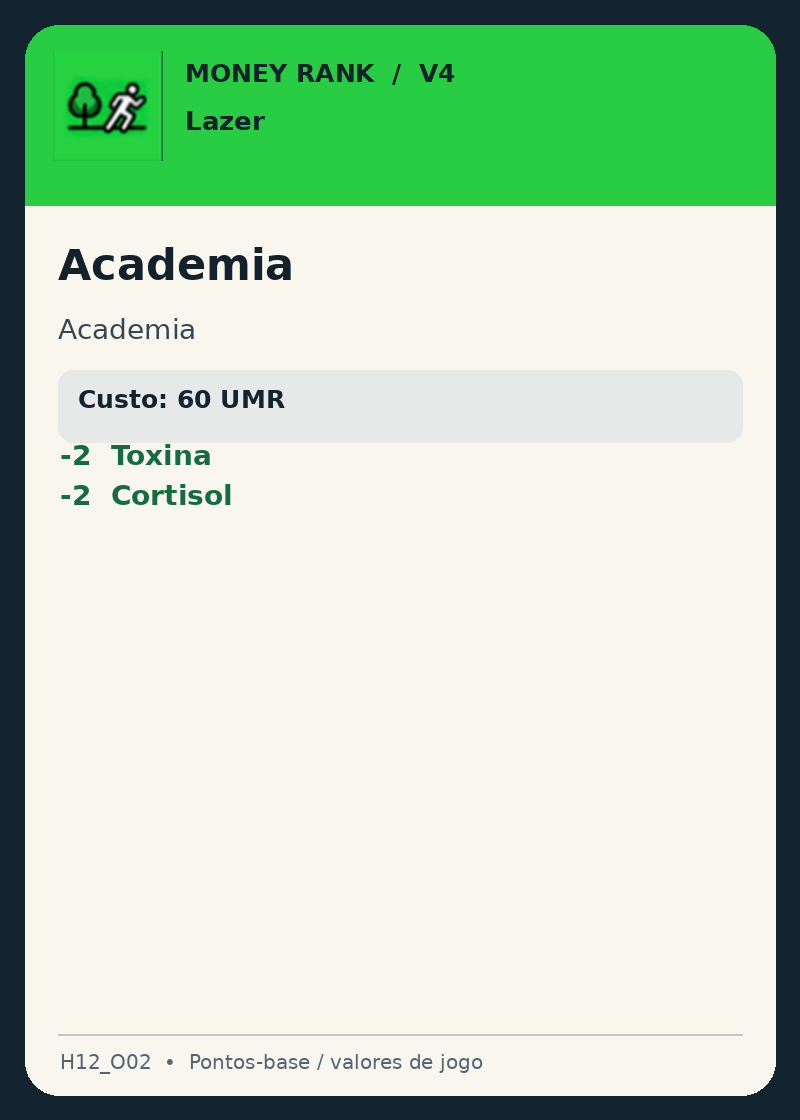 MONEY RANK / V4
Lazer
Academia
Academia
Custo: 60 UMR
-2 Toxina
-2 Cortisol
H12_O02 • Pontos-base / valores de jogo